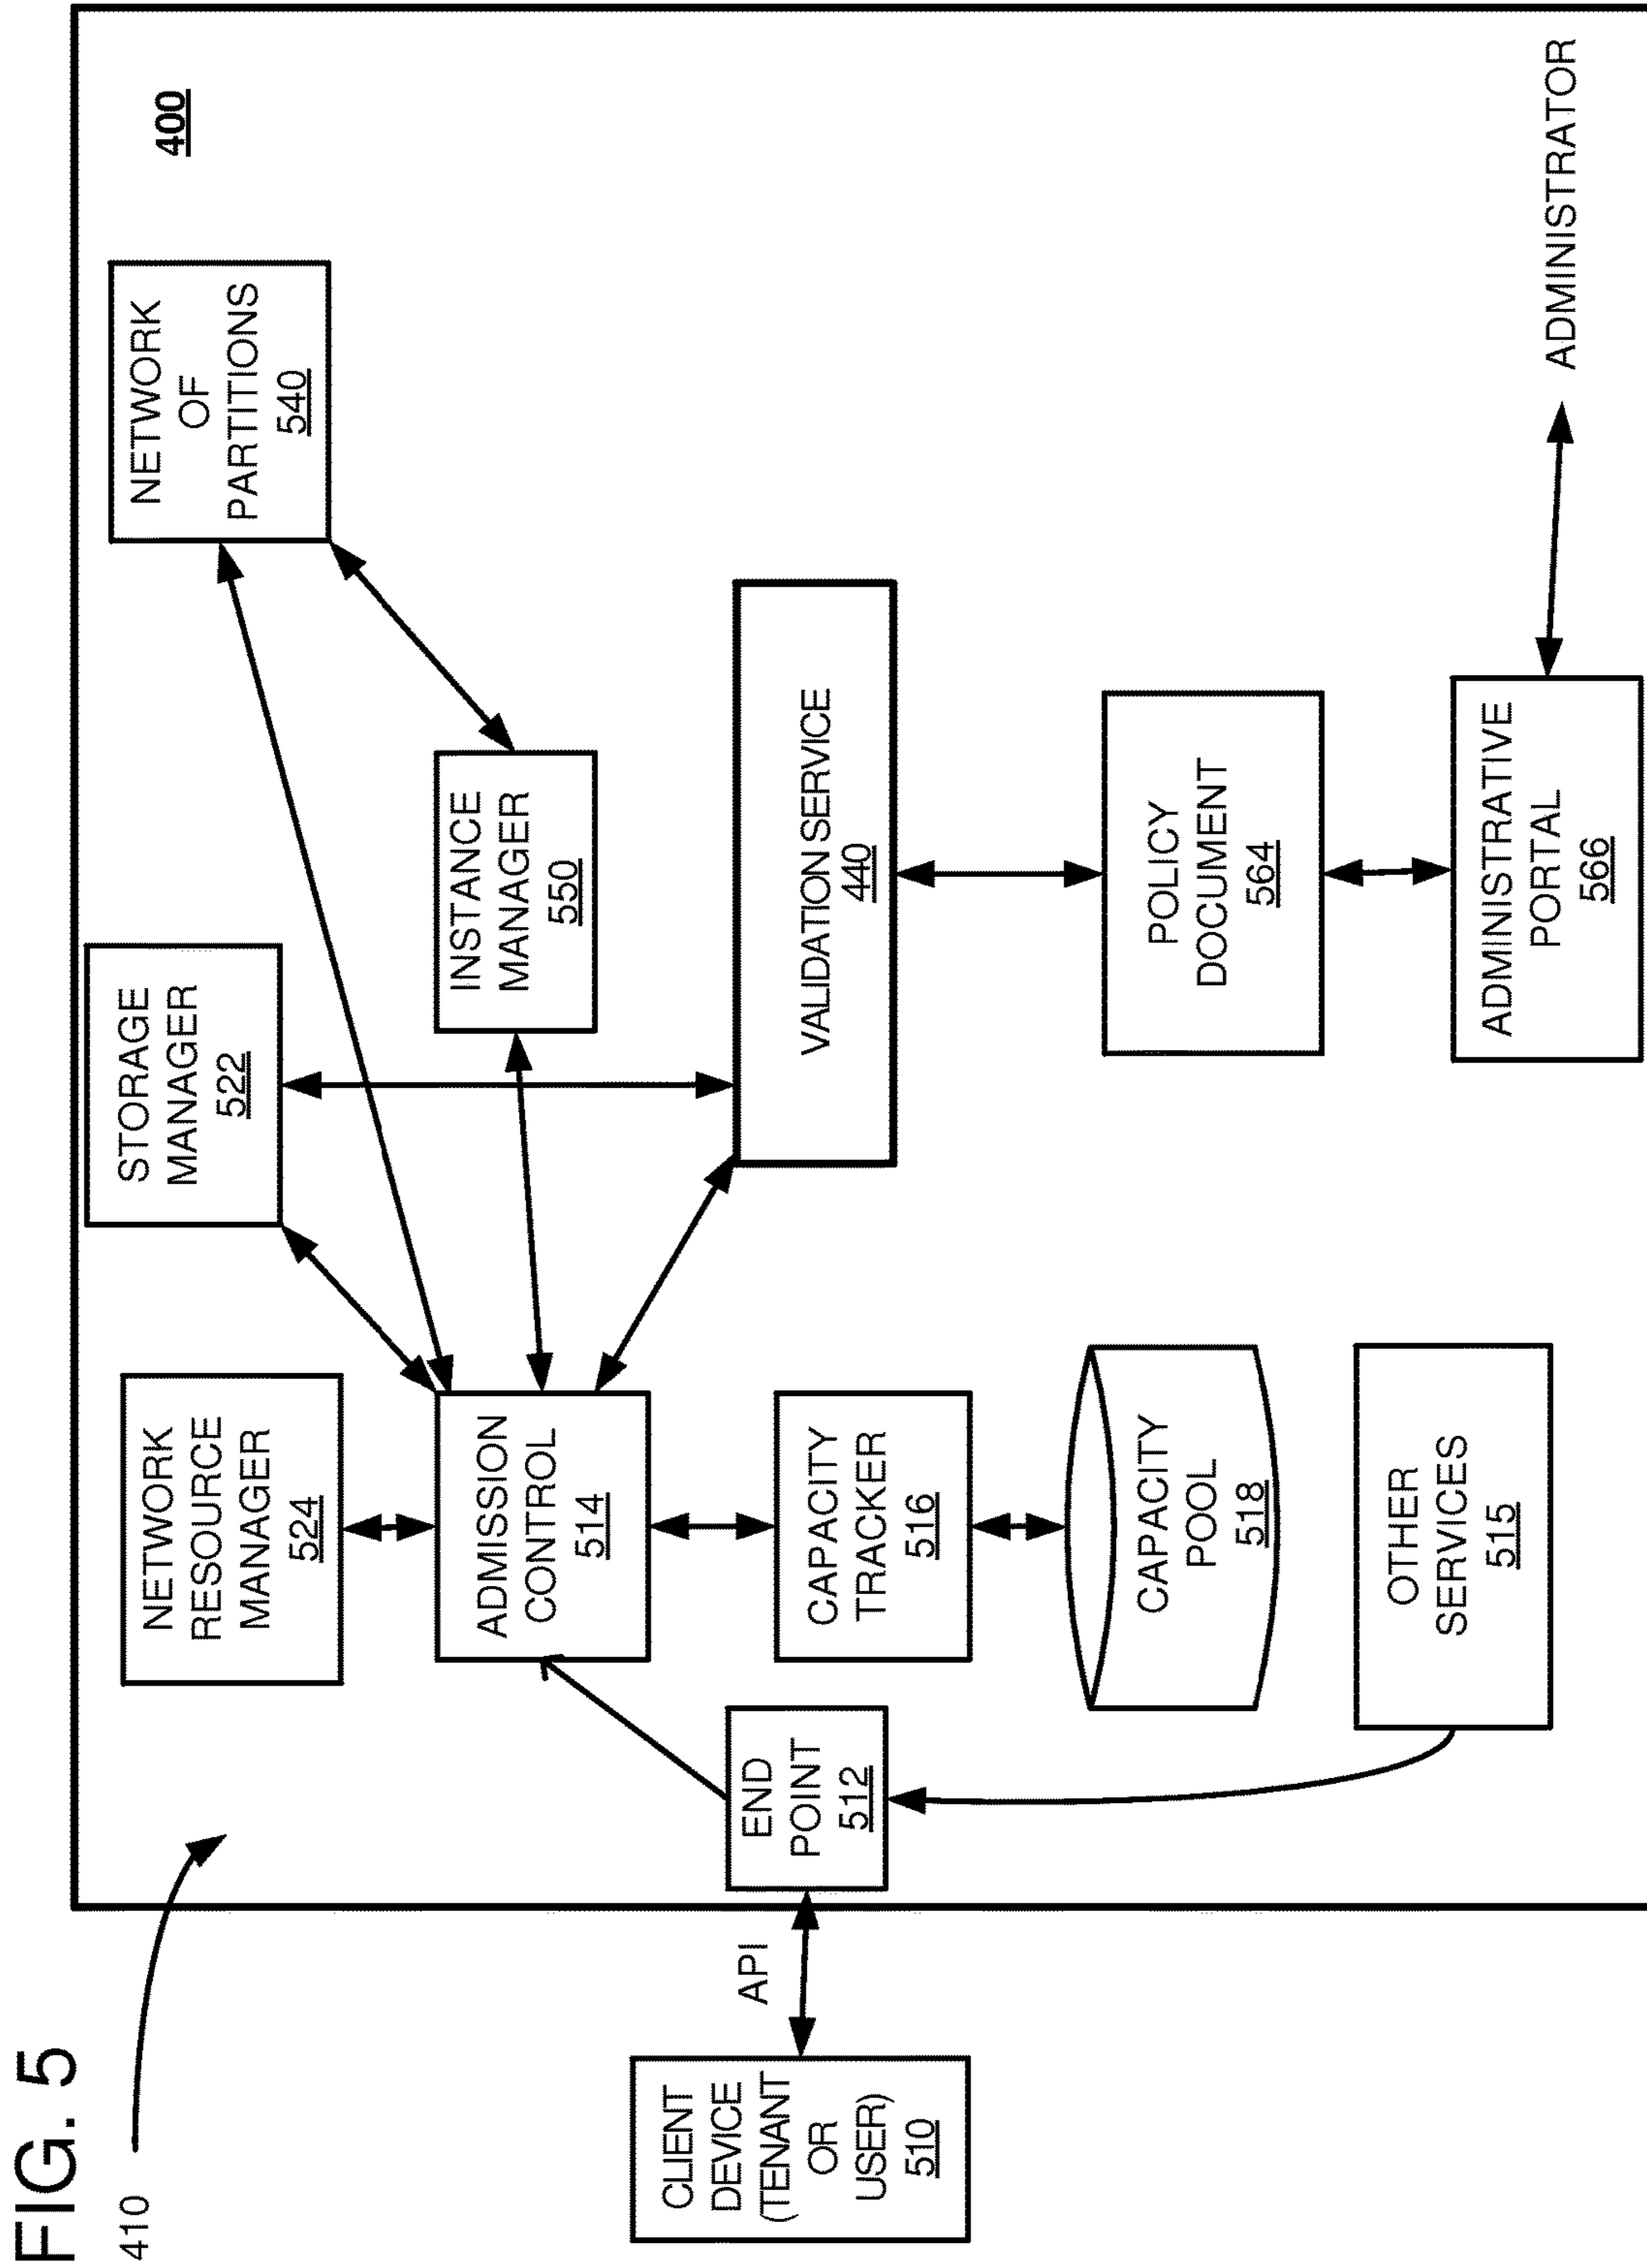 FIG. 5
410
400
NETWORK
RESOURCE
MANAGER
524
STORAGE
MANAGER
522
NETWORK
OF
PARTITIONS
540
ADMISSION
CONTROL
514
INSTANCE
MANAGER
550
CLIENT
DEVICE
(TENANT
OR
USER)
510
API
END
POINT
512
CAPACITY
TRACKER
516
VALIDATION SERVICE
440
CAPACITY
POOL
518
POLICY
DOCUMENT
564
OTHER
SERVICES
515
ADMINISTRATIVE
PORTAL
566
ADMINISTRATOR